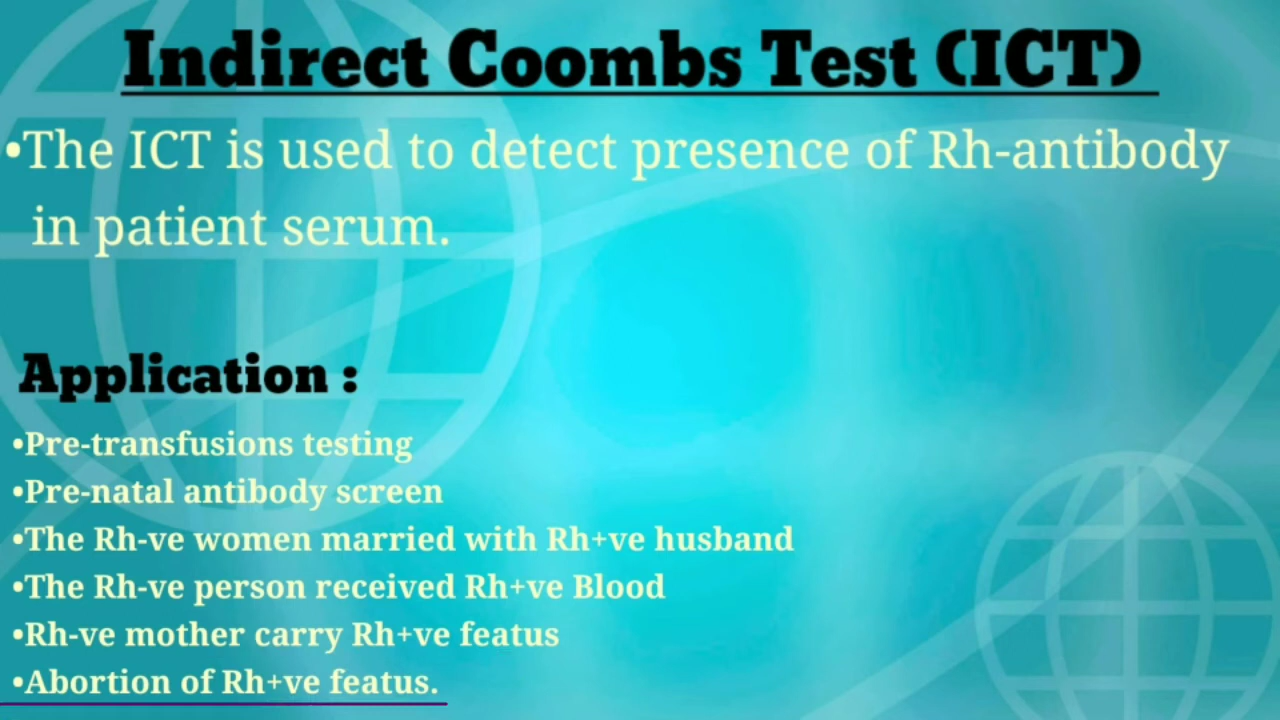 Indirect Coombs Test (ICT)
•The ICT is used to detect presence of Rh-antibody
in patient serum.
Application :
•Pre-transfusions testing
•Pre-natal antibody screen
•The Rh-ve women married with Rh+ve husband
•The Rh-ve person received Rh+ve Blood
•Rh-ve mother carry Rh+ve featus
•Abortion of Rh+ve featus.